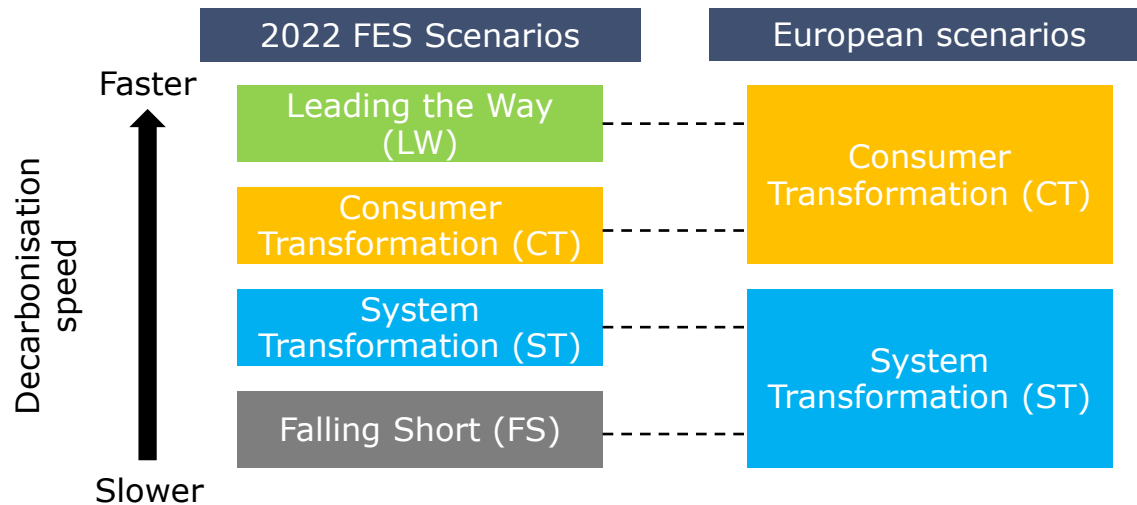 2022 FES Scenarios
European scenarios
Faster
Decarbonisation
speed
Slower
Leading the Way
(LW)
Consumer
Transformation (CT)
System
Transformation (ST)
Falling Short (FS)
Consumer
Transformation (CT)
System
Transformation (ST)